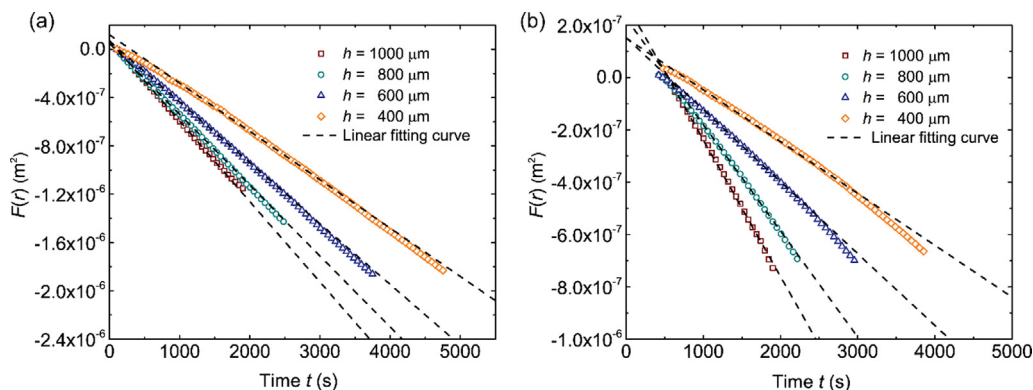 (a)
h = 1000 μm
h = 800 μm
h = 600 μm
h = 400 μm
Linear fitting curve
0.0
-4.0x10⁻⁷
-8.0x10⁻⁷
-1.2x10⁻⁶
-1.6x10⁻⁶
-2.0x10⁻⁶
-2.4x10⁻⁶
F(r) (m²)
0 1000 2000 3000 4000 5000
Time t (s)
(b)
h = 1000 μm
h = 800 μm
h = 600 μm
h = 400 μm
Linear fitting curve
2.0x10⁻⁷
0.0
-2.0x10⁻⁷
-4.0x10⁻⁷
-6.0x10⁻⁷
-8.0x10⁻⁷
-1.0x10⁻⁶
F(r) (m²)
0 1000 2000 3000 4000 5000
Time t (s)